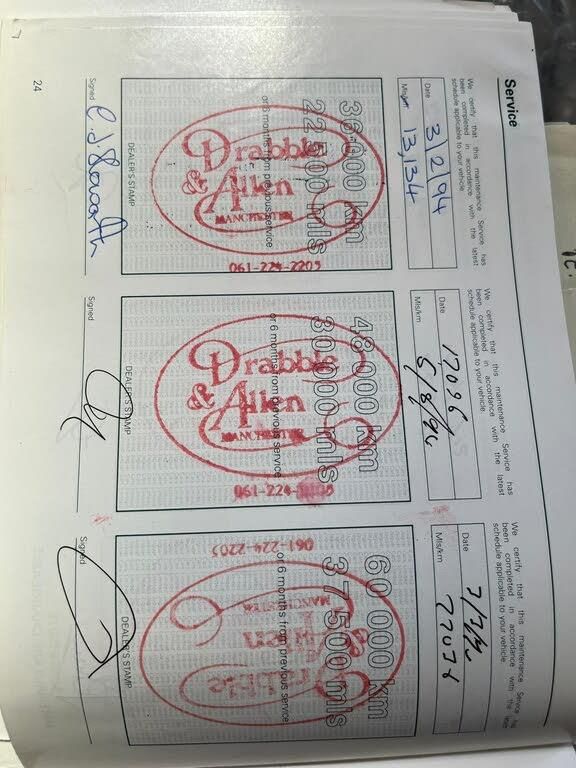 Service
We certify that this maintenance Service has
been completed in accordance with the latest
schedule applicable to your vehicle.
Date 3/2/94
Mls/km 13,134
36 000 km
22 500 mls
or 6 months from previous service
Drabble
& Allen
MANCHESTER
061-224-2205
DEALER'S STAMP
Signed
We certify that this maintenance Service has
been completed in accordance with the latest
schedule applicable to your vehicle.
Date 17096
Mls/km 5/8/94
48 000 km
30 000 mls
or 6 months from previous service
Drabble
& Allen
MANCHESTER
061-224-
DEALER'S STAMP
Signed
We certify that this maintenance Service has
been completed in accordance with the latest
schedule applicable to your vehicle.
Date
Mls/km
60 000 km
37 500 mls
or 6 months from previous service
Drabble
& Allen
MANCHESTER
061-224-2205
DEALER'S STAMP
Signed
24